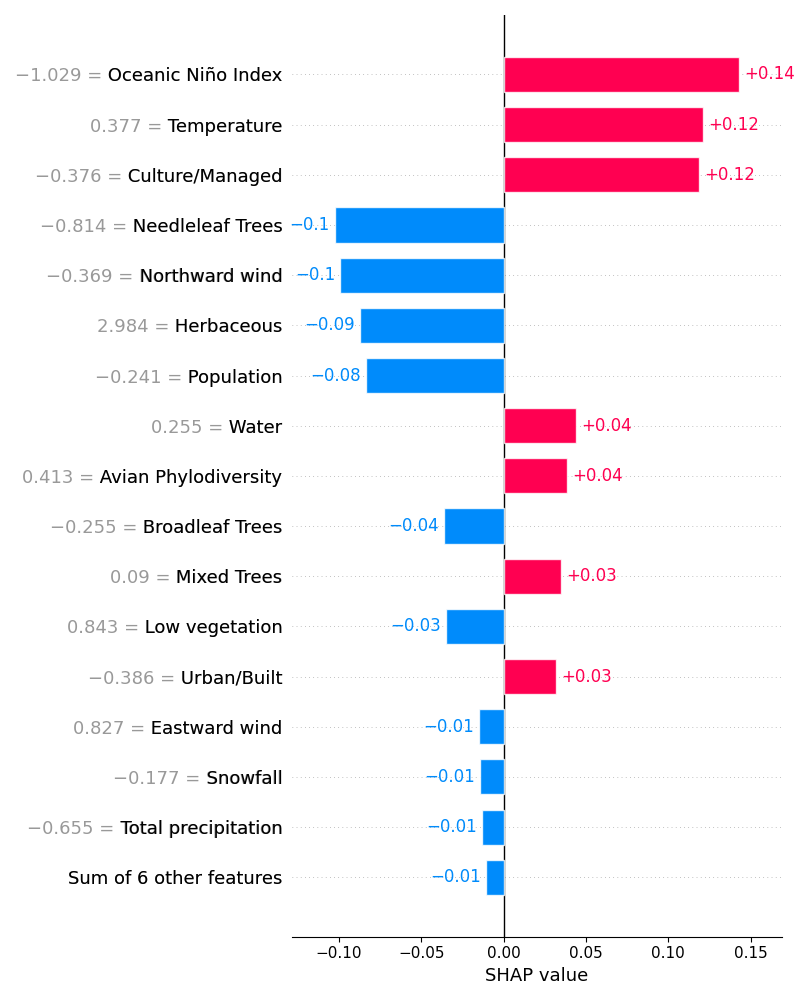 −1.029 = Oceanic Niño Index +0.14
0.377 = Temperature +0.12
−0.376 = Culture/Managed +0.12
−0.814 = Needleleaf Trees −0.1
−0.369 = Northward wind −0.1
2.984 = Herbaceous −0.09
−0.241 = Population −0.08
0.255 = Water +0.04
0.413 = Avian Phylodiversity +0.04
−0.255 = Broadleaf Trees −0.04
0.09 = Mixed Trees +0.03
0.843 = Low vegetation −0.03
−0.386 = Urban/Built +0.03
0.827 = Eastward wind −0.01
−0.177 = Snowfall −0.01
−0.655 = Total precipitation −0.01
Sum of 6 other features −0.01
−0.10 −0.05 0.00 0.05 0.10 0.15
SHAP value